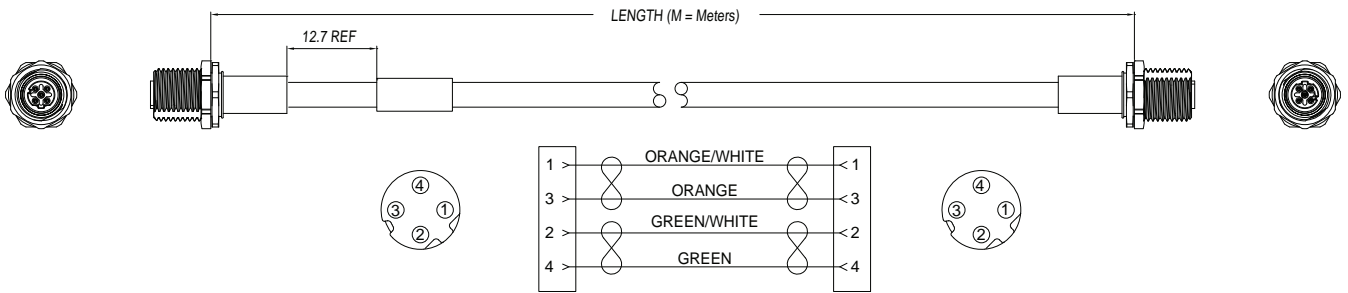 LENGTH (M = Meters)
12.7 REF
1 ORANGE/WHITE 1
3 ORANGE 3
2 GREEN/WHITE 2
4 GREEN 4
4
3 1
2
4
3 1
2